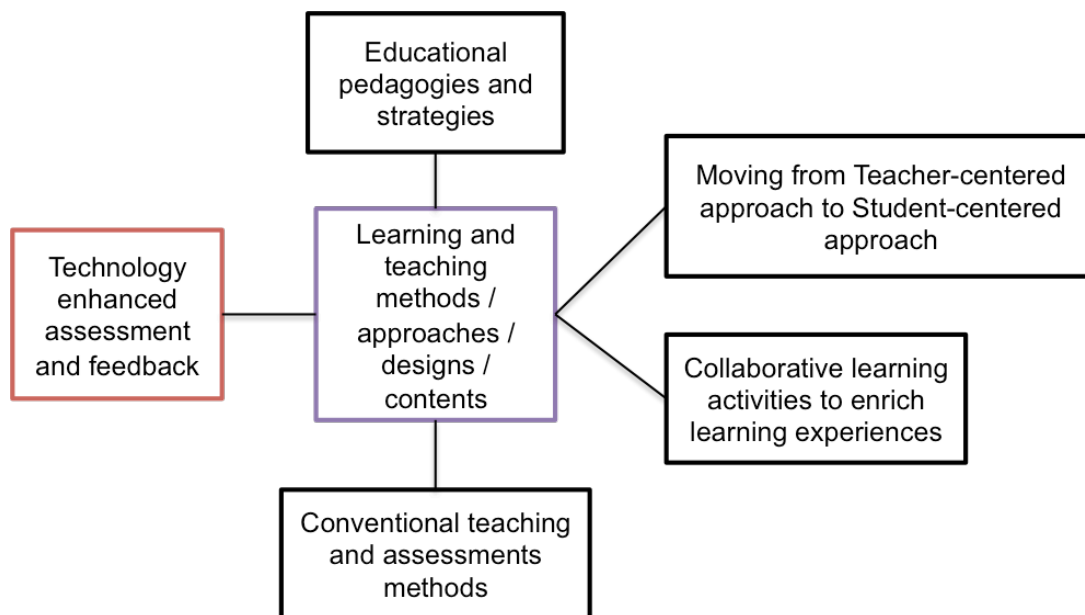 Educational
pedagogies and
strategies
Technology
enhanced
assessment
and feedback
Learning and
teaching
methods /
approaches /
designs /
contents
Moving from Teacher-centered
approach to Student-centered
approach
Collaborative learning
activities to enrich
learning experiences
Conventional teaching
and assessments
methods